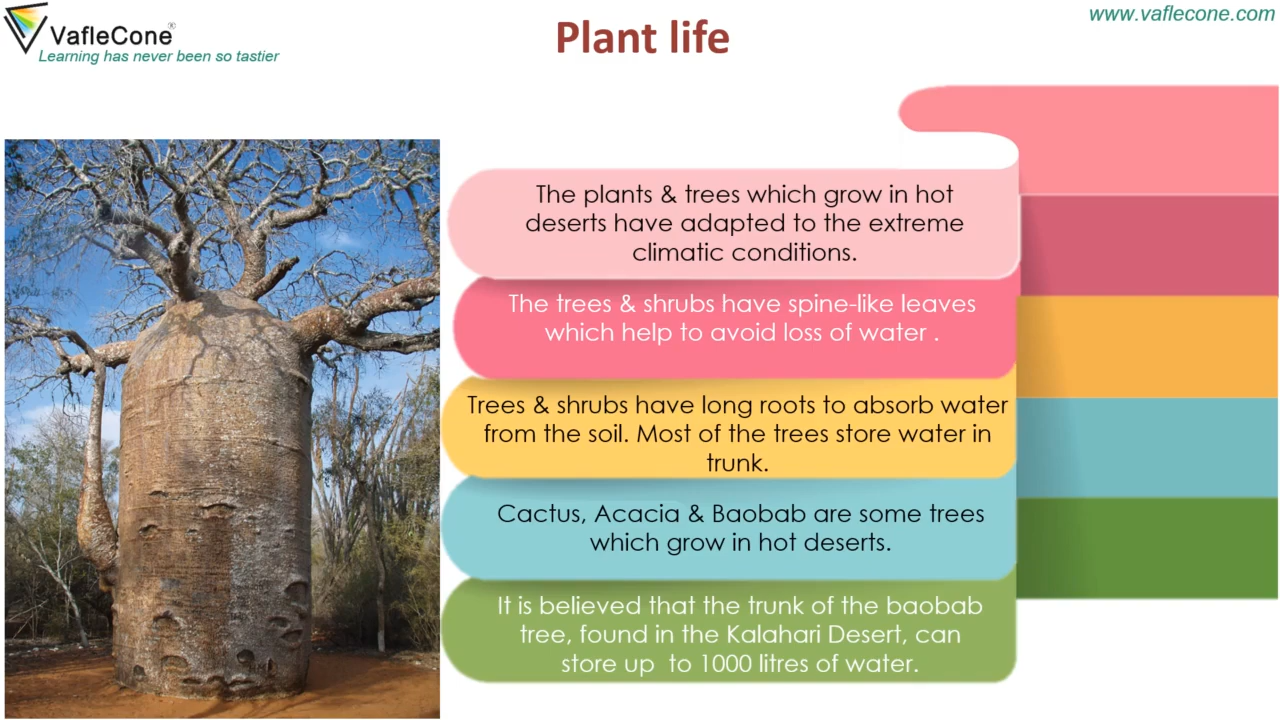 VafleCone®
Learning has never been so tastier
www.vaflecone.com
Plant life
The plants & trees which grow in hot
deserts have adapted to the extreme
climatic conditions.
The trees & shrubs have spine-like leaves
which help to avoid loss of water .
Trees & shrubs have long roots to absorb water
from the soil. Most of the trees store water in
trunk.
Cactus, Acacia & Baobab are some trees
which grow in hot deserts.
It is believed that the trunk of the baobab
tree, found in the Kalahari Desert, can
store up  to 1000 litres of water.